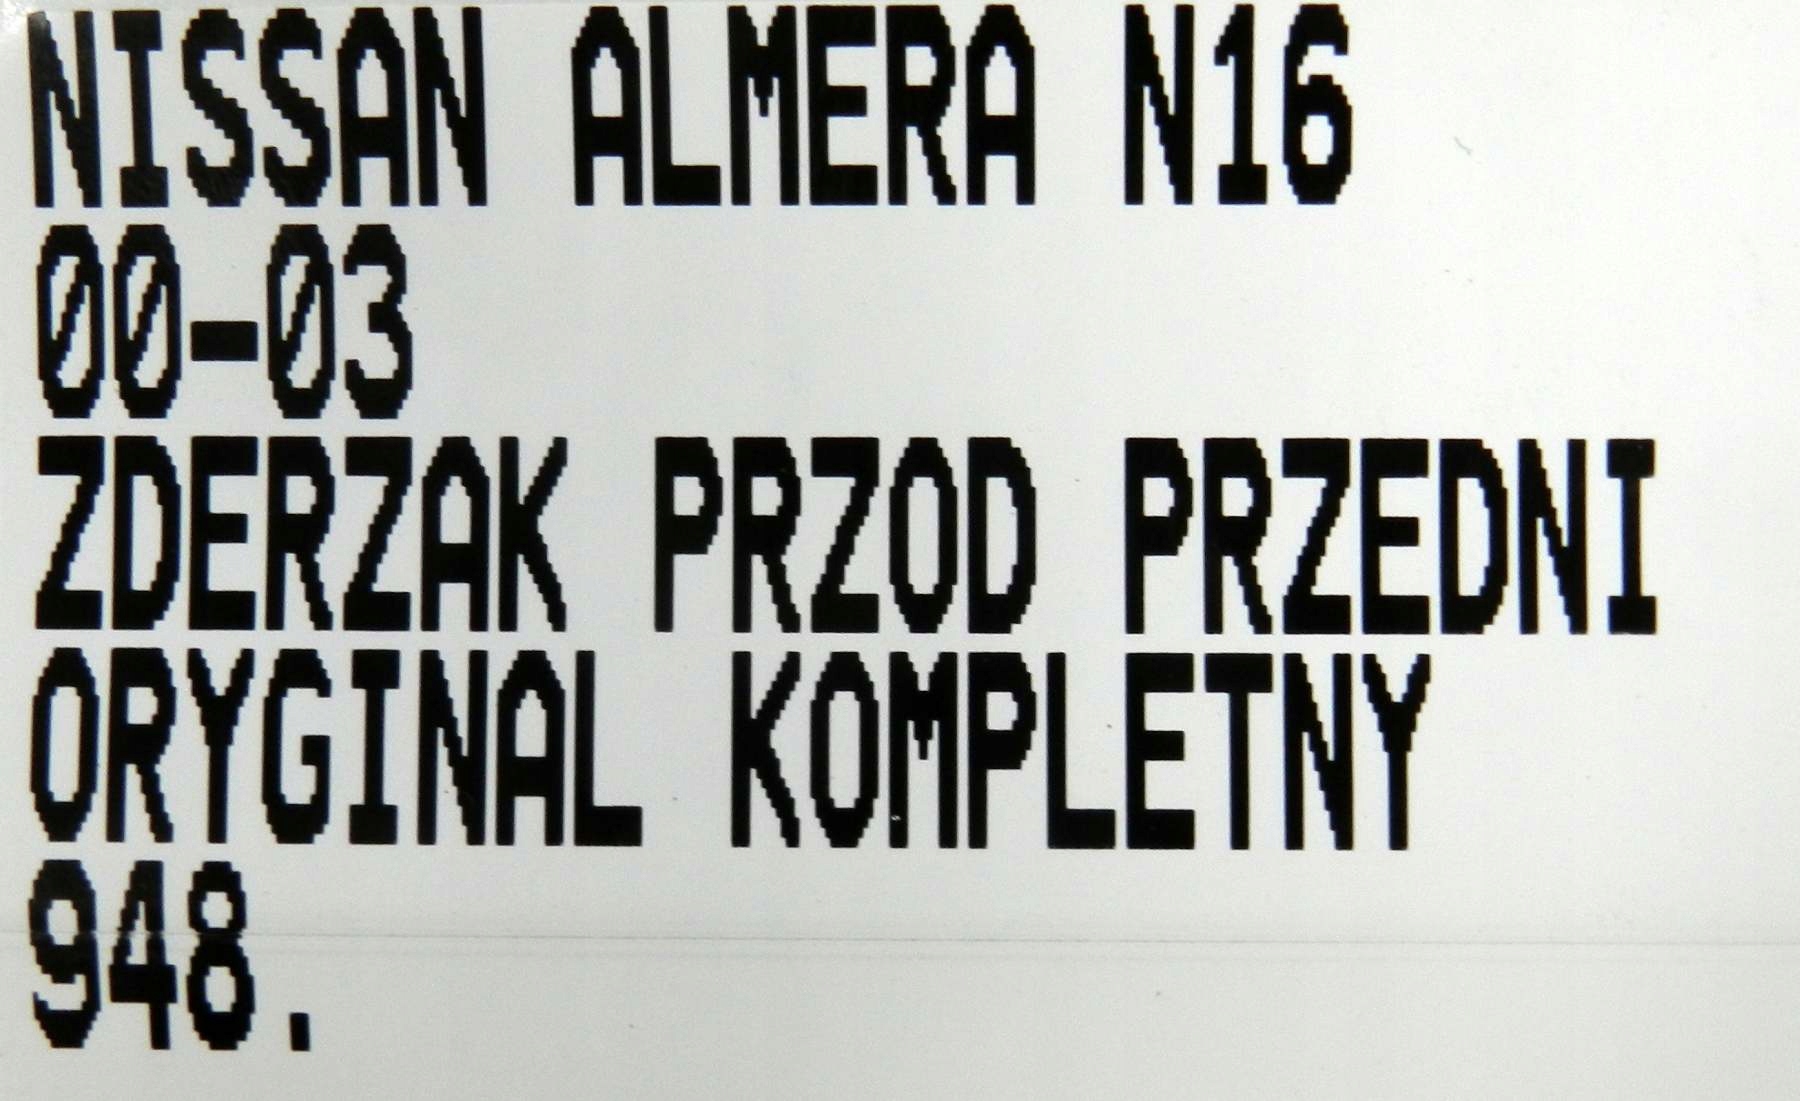 NISSAN ALMERA N16
00-03
ZDERZAK PRZOD PRZEDNI
ORYGINAL KOMPLETNY
948.